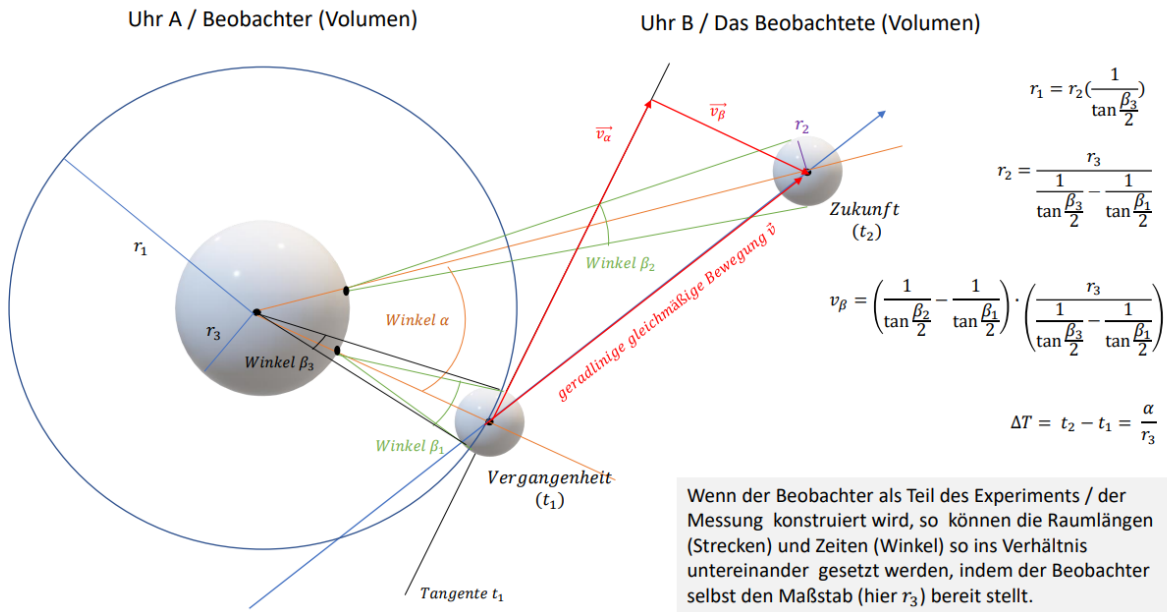 Uhr A / Beobachter (Volumen)
Uhr B / Das Beobachtete (Volumen)
r₁
r₃
Winkel α
Winkel β₃
Winkel β₁
Winkel β₂
v⃗_α
v⃗_β
r₂
geradlinige gleichmäßige Bewegung v⃗
Zukunft
(t₂)
Vergangenheit
(t₁)
Tangente t₁
r₁ = r₂(1 / tan β₃/2)
r₂ = r₃ / (1 / tan β₃/2 − 1 / tan β₁/2)
v_β = (1 / tan β₂/2 − 1 / tan β₁/2) · (r₃ / (1 / tan β₃/2 − 1 / tan β₁/2))
ΔT = t₂ − t₁ = α / r₃
Wenn der Beobachter als Teil des Experiments / der
Messung konstruiert wird, so können die Raumlängen
(Strecken) und Zeiten (Winkel) so ins Verhältnis
untereinander gesetzt werden, indem der Beobachter
selbst den Maßstab (hier r₃) bereit stellt.